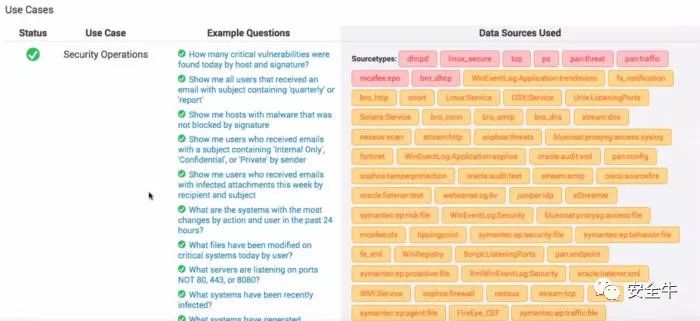 Use Cases
Status
Use Case
Example Questions
Data Sources Used
Security Operations
How many critical vulnerabilities were
found today by host and signature?
Show me all users that received an
email with subject containing 'quarterly' or
'report'
Show me hosts with malware that was
not blocked by signature
Show me users who received emails
with a subject containing 'Internal Only',
'Confidential', or 'Private' by sender
Show me users who received emails
with infected attachments this week by
recipient and subject
What are the systems with the most
changes by action and user in the past 24
hours?
What files have been modified on
critical systems today by user?
What servers are listening on ports
NOT 80, 443, or 8080?
What systems have been recently
infected?
What systems have generated
Sourcetypes: dhcpd linux_secure top ps pan:threat pan:traffic
mcafee:epo bro_dhcp WinEventLog:Application:trendmicro fs_notification
bro_http snort Linux:Service OSX:Service Unix:ListeningPorts
Solaris:Service bro_conn bro_smtp bro_dns stream:dns
nessus:scan stream:http sophos:threats bluecoat:proxysg:access:syslog
fortinet WinEventLog:Application:sophos oracle:audit:xml pan:config
sophos:tamperprotection oracle:audit:text stream:smtp cisco:sourcefire
oracle:listener:text websense:cg:kv juniper:idp eStreamer
symantec:ep:risk:file WinEventLog:Security bluecoat:proxysg:access:file
mcafee:ids tippingpoint symantec:ep:security:file symantec:ep:behavior:file
fe_xml WinRegistry Script:ListeningPorts pan:endpoint
symantec:ep:proactive:file XmlWinEventLog:Security oracle:listener:xml
WMI:Service sophos:firewall nessus stream:tcp
symantec:ep:agent:file FireEye_CEF symantec:ep:traffic:file
安全牛